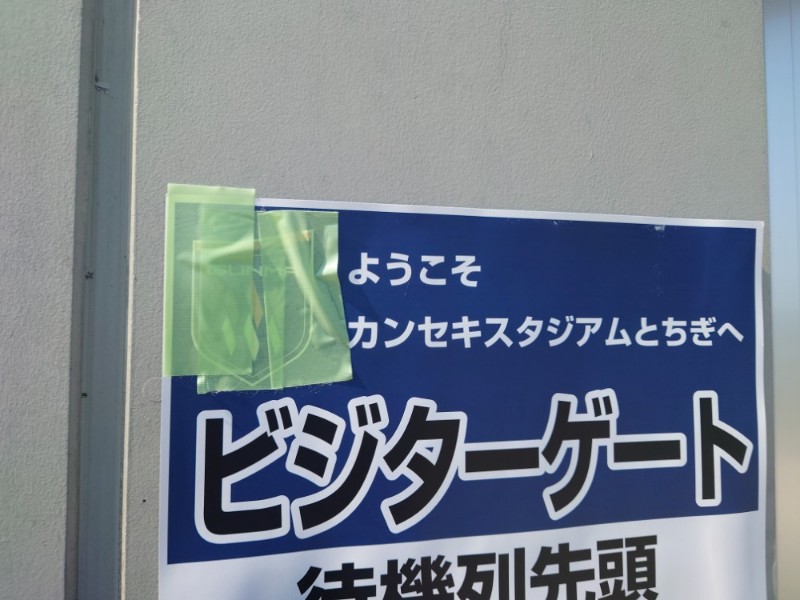 GUNMA
ようこそ
カンセキスタジアムとちぎへ
ビジターゲート
待機列先頭